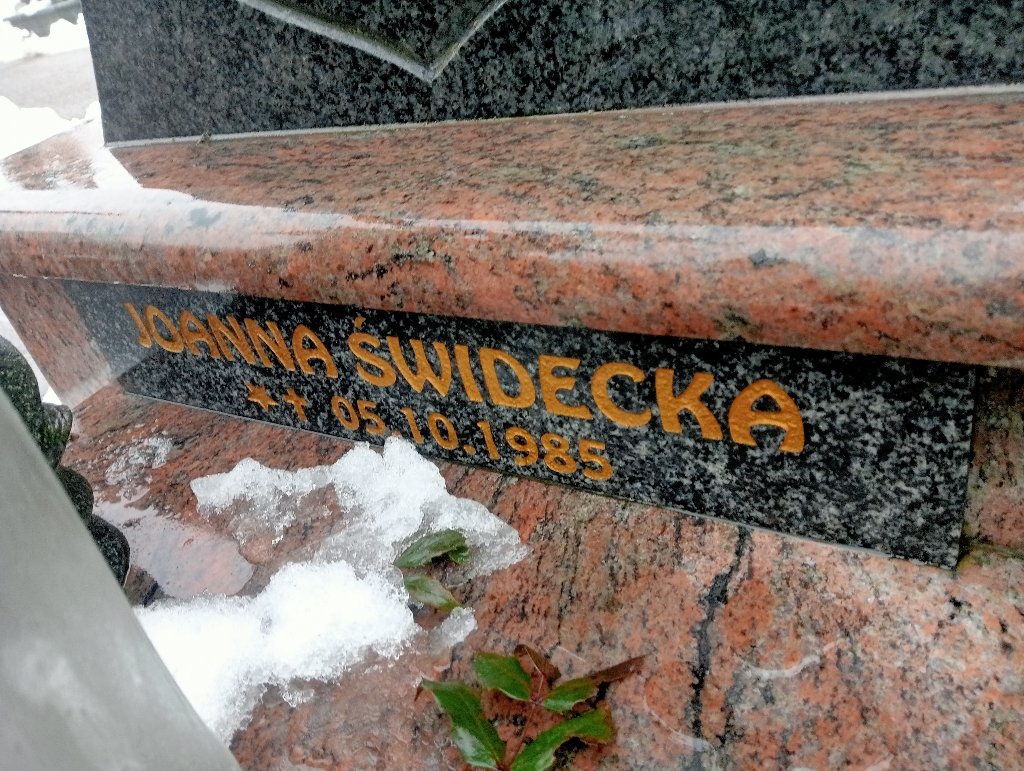 JOANNA ŚWIDECKA
★ ✝ 05.10.1985